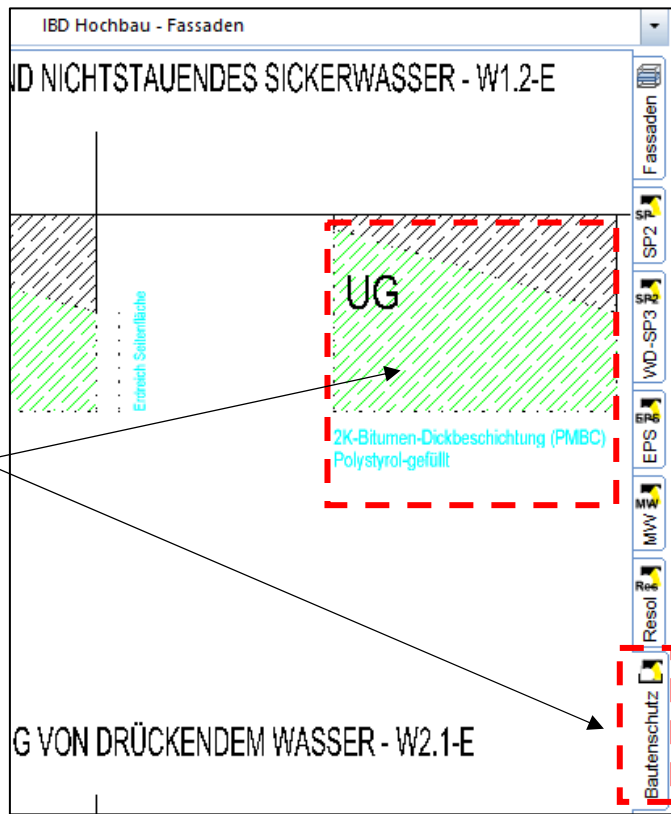 IBD Hochbau - Fassaden
ND NICHTSTAUENDES SICKERWASSER - W1.2-E
UG
Erdreich Seitenfläche
2K-Bitumen-Dickbeschichtung (PMBC)
Polystyrol-gefüllt
G VON DRÜCKENDEM WASSER - W2.1-E
Fassaden
SP
SP2
SP2
WD-SP3
EPS
EPS
MW
MW
Res
Resol
Bautenschutz